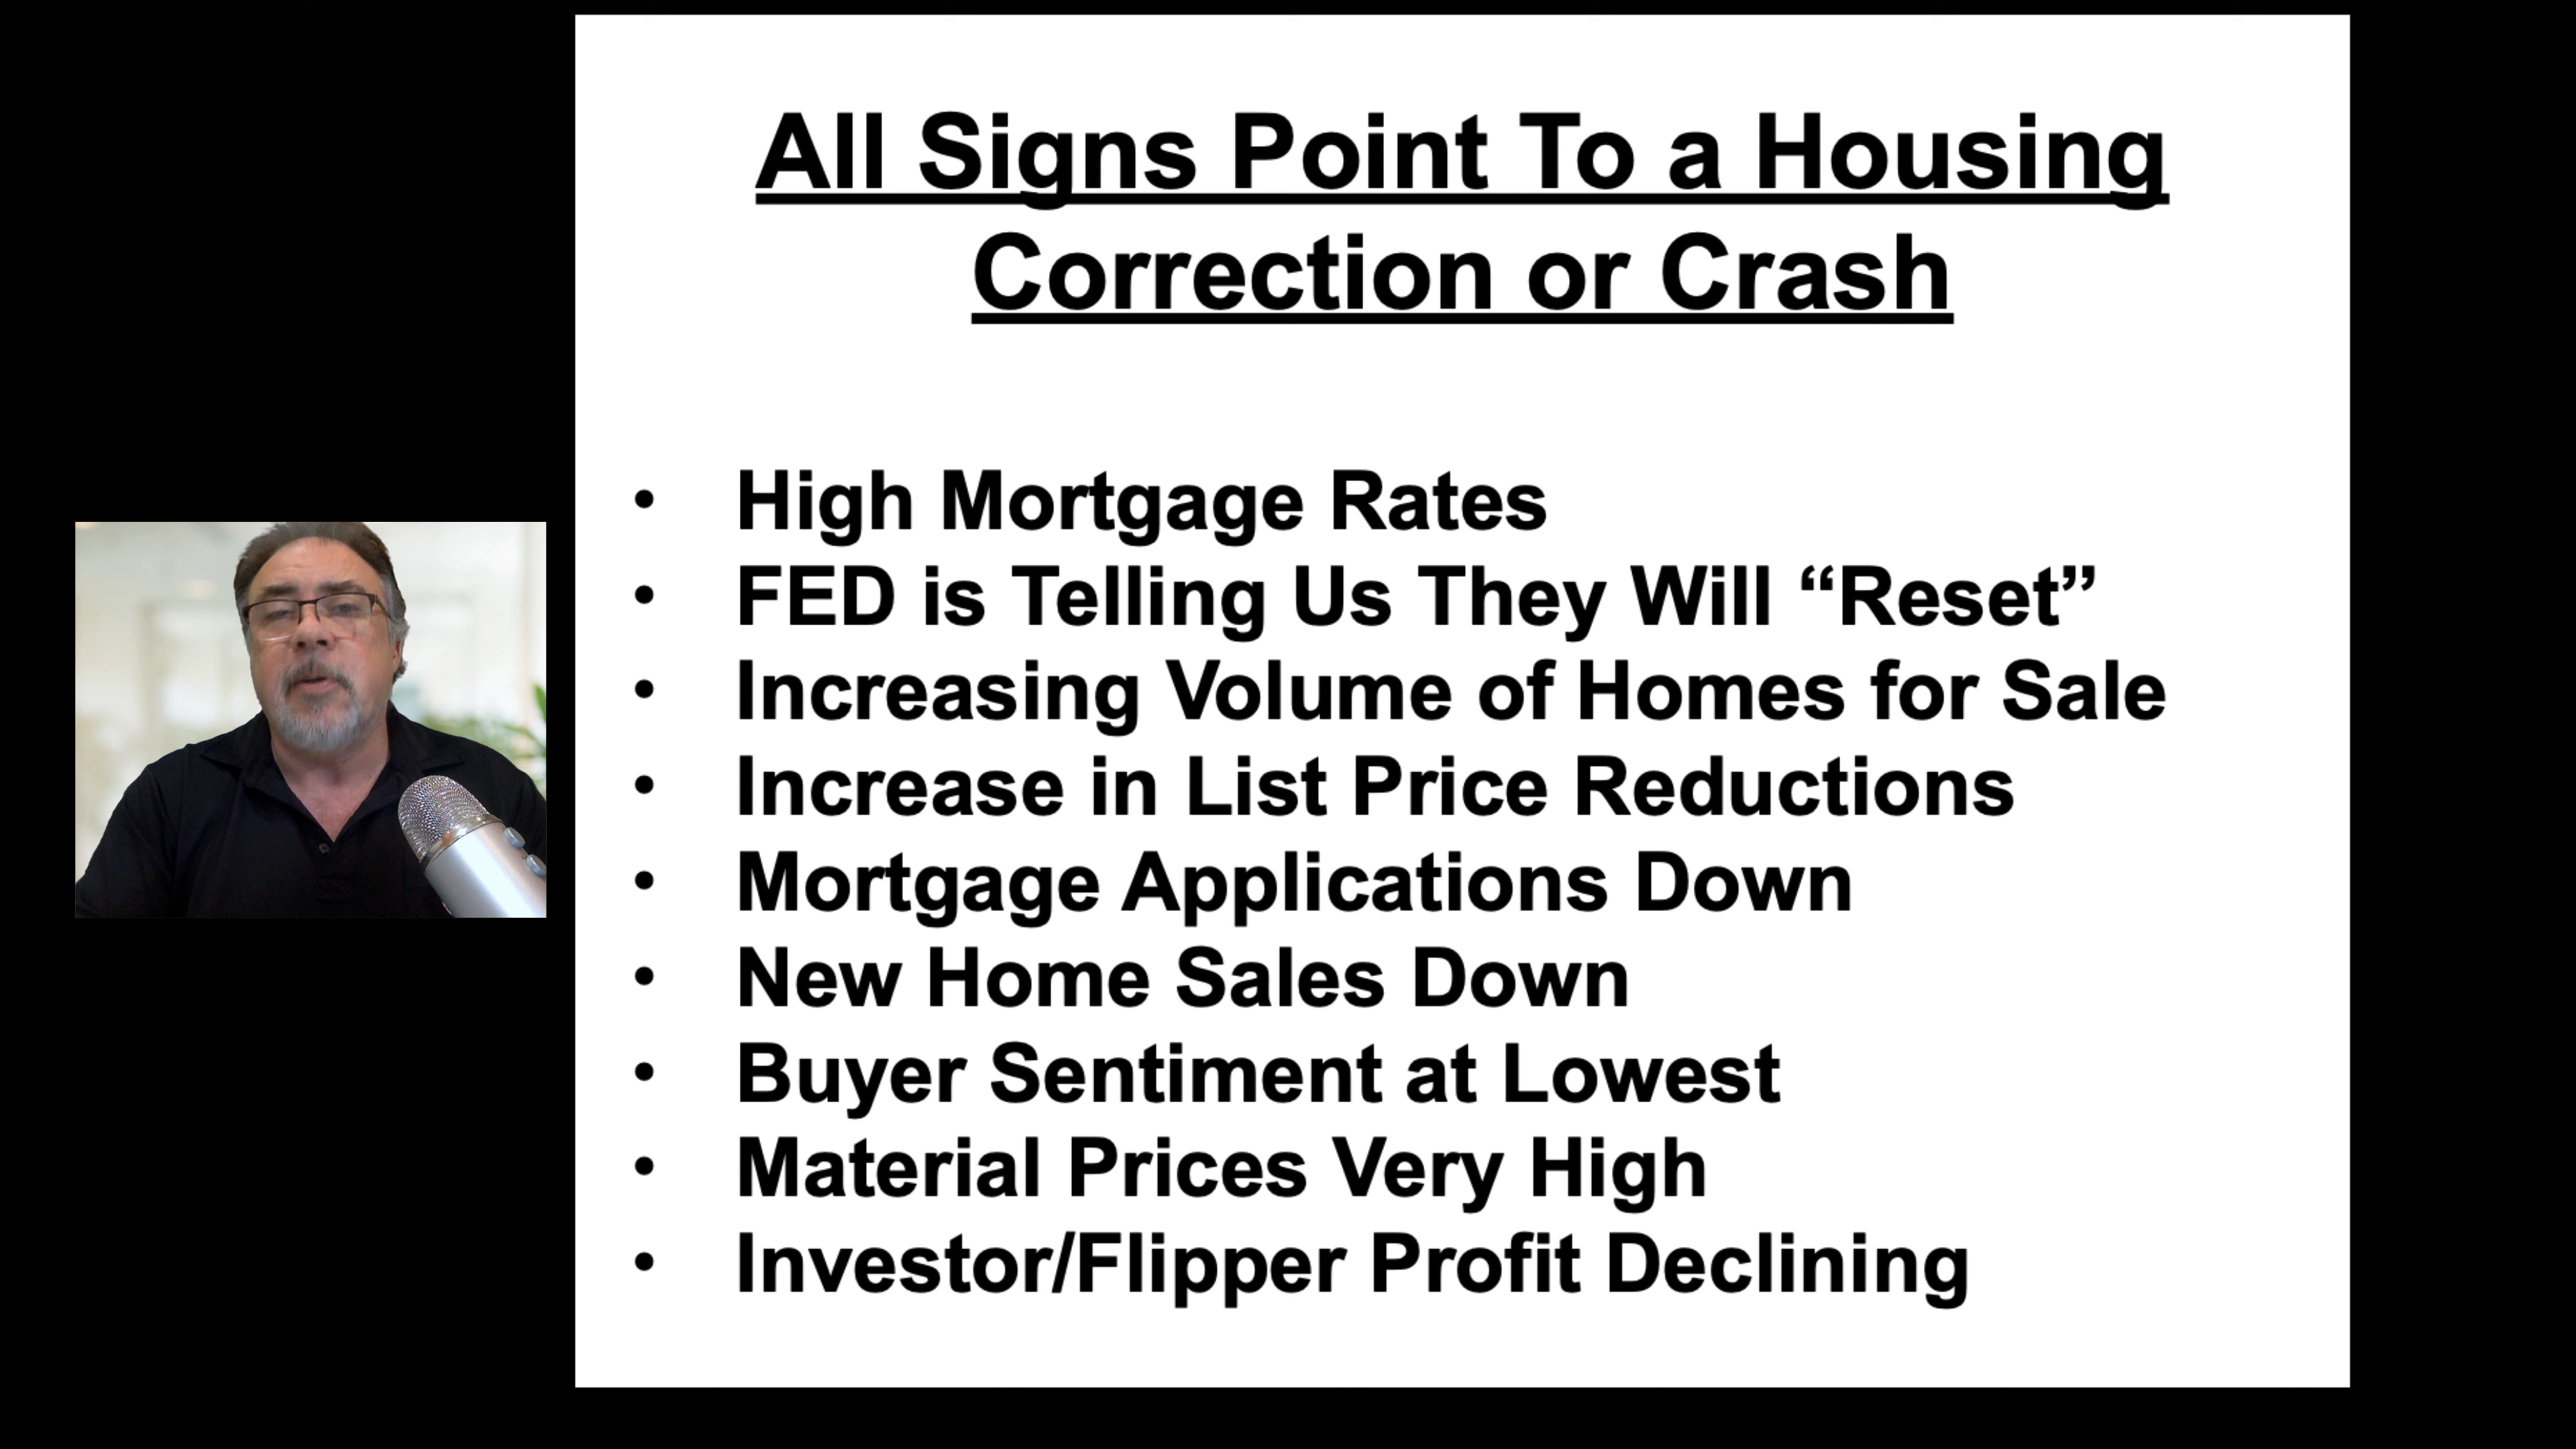 All Signs Point To a Housing
Correction or Crash
• High Mortgage Rates
• FED is Telling Us They Will “Reset”
• Increasing Volume of Homes for Sale
• Increase in List Price Reductions
• Mortgage Applications Down
• New Home Sales Down
• Buyer Sentiment at Lowest
• Material Prices Very High
• Investor/Flipper Profit Declining